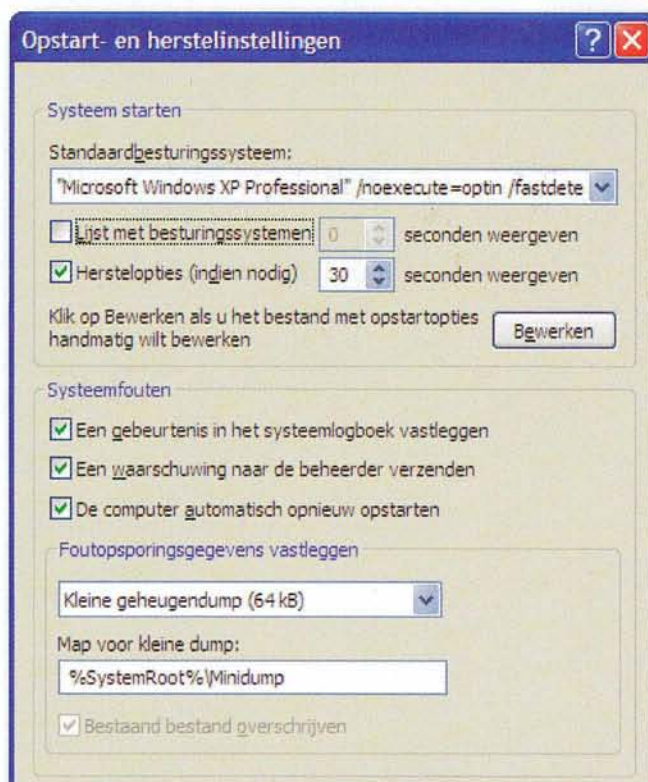 Opstart- en herstelinstellingen
Systeem starten
Standaardbesturingssysteem:
"Microsoft Windows XP Professional" /noexecute=optin /fastdete
Lijst met besturingssystemen 0 seconden weergeven
Herstelopties (indien nodig) 30 seconden weergeven
Klik op Bewerken als u het bestand met opstartopties
handmatig wilt bewerken
Bewerken
Systeemfouten
Een gebeurtenis in het systeemlogboek vastleggen
Een waarschuwing naar de beheerder verzenden
De computer automatisch opnieuw opstarten
Foutopsporingsgegevens vastleggen
Kleine geheugendump (64 kB)
Map voor kleine dump:
%SystemRoot%\Minidump
Bestaand bestand overschrijven